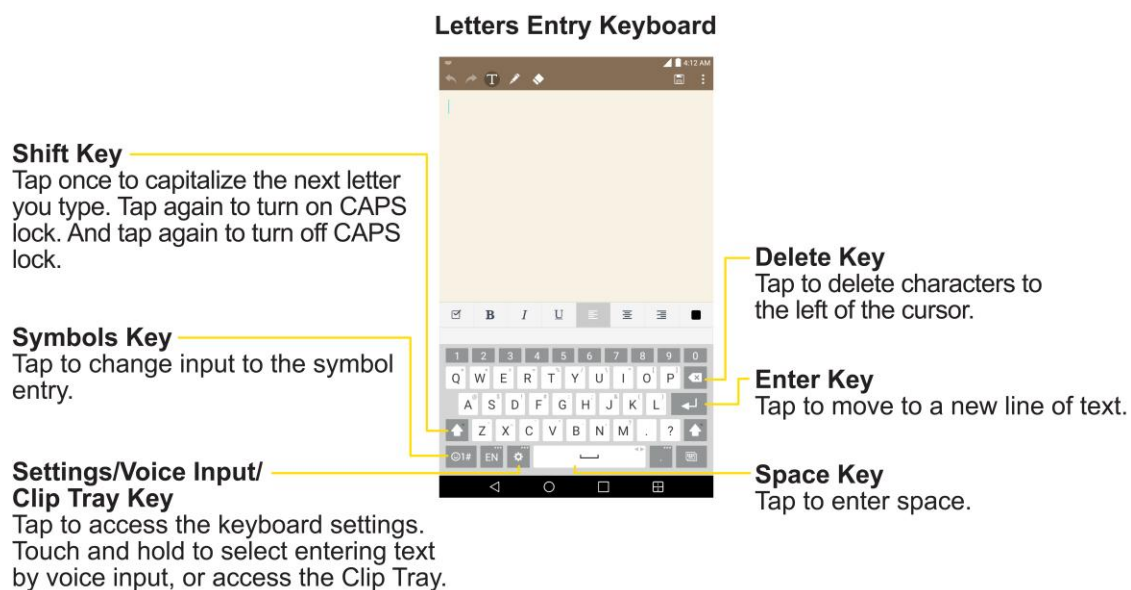 Letters Entry Keyboard
4:12 AM
T
Shift Key
Tap once to capitalize the next letter
you type. Tap again to turn on CAPS
lock. And tap again to turn off CAPS
lock.
Symbols Key
Tap to change input to the symbol
entry.
Settings/Voice Input/
Clip Tray Key
Tap to access the keyboard settings.
Touch and hold to select entering text
by voice input, or access the Clip Tray.
B I U
1 2 3 4 5 6 7 8 9 0
Q W E R T Y U I O P
A S D F G H J K L
Z X C V B N M . ?
1# EN
Delete Key
Tap to delete characters to
the left of the cursor.
Enter Key
Tap to move to a new line of text.
Space Key
Tap to enter space.